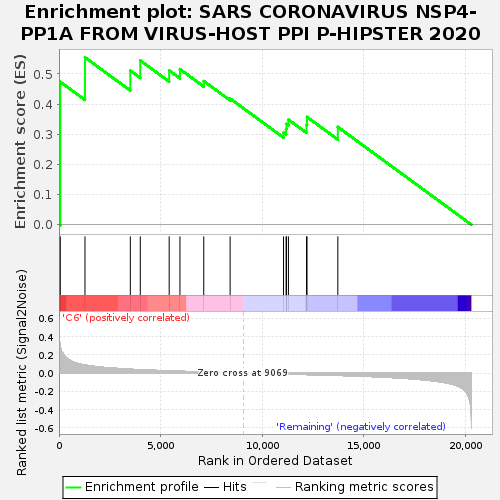 Enrichment plot: SARS CORONAVIRUS NSP4-
PP1A FROM VIRUS-HOST PPI P-HIPSTER 2020
Enrichment score (ES)
0.5
0.4
0.3
0.2
0.1
0.0
'C6' (positively correlated)
Ranked list metric (Signal2Noise)
0.6
0.4
0.2
0.0
-0.2
-0.4
-0.6
Zero cross at 9069
'Remaining' (negatively correlated)
0 5,000 10,000 15,000 20,000
Rank in Ordered Dataset
Enrichment profile Hits Ranking metric scores